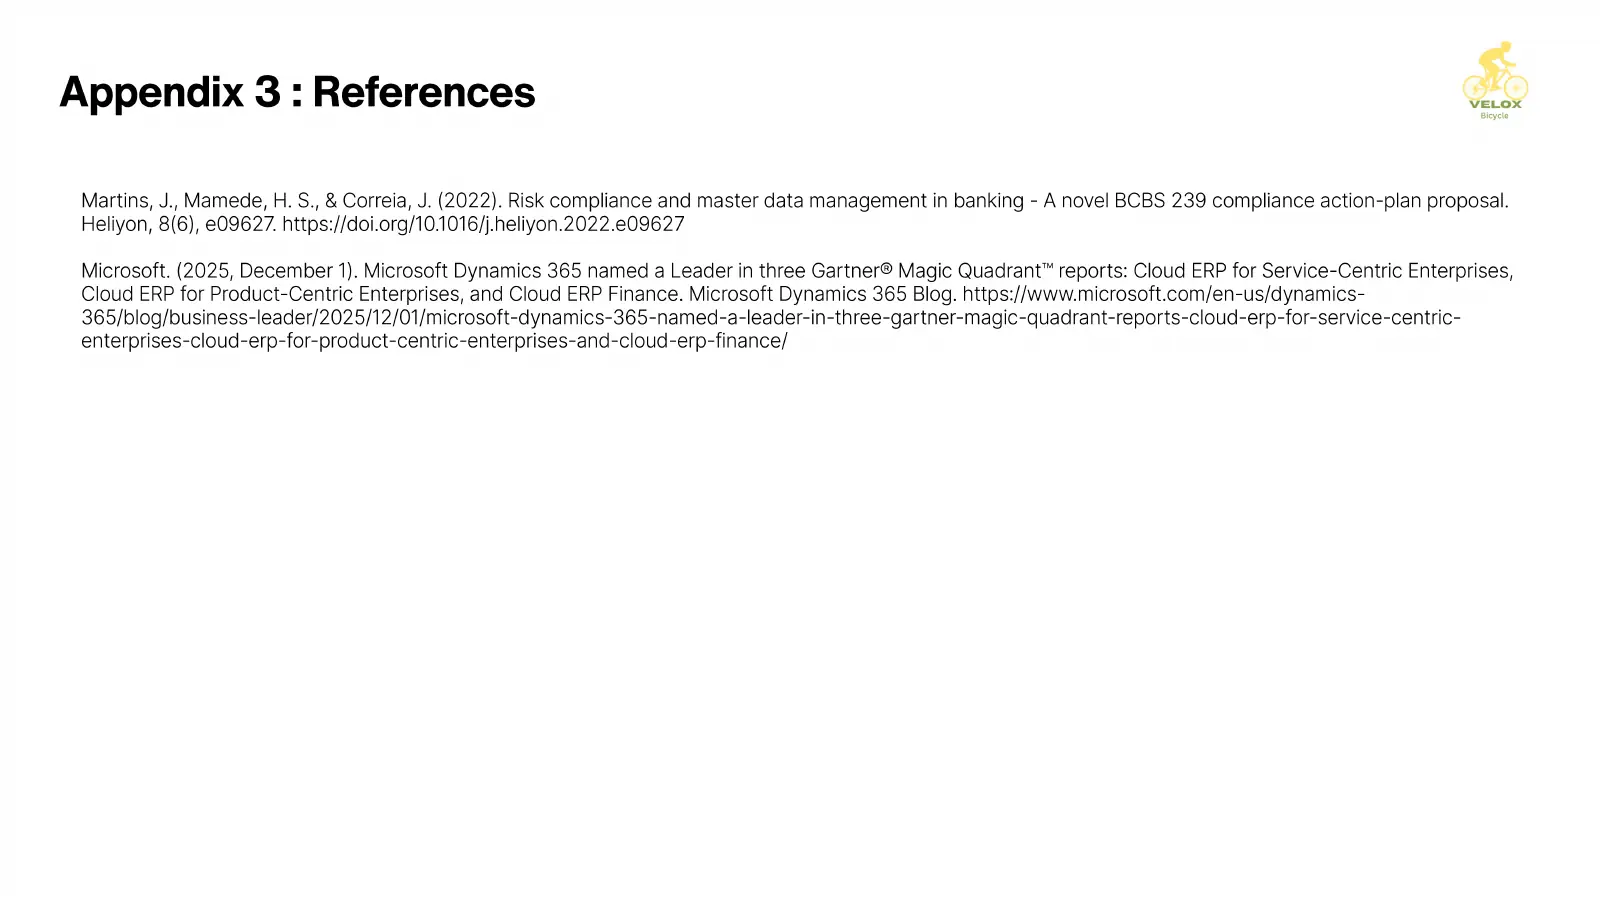 Appendix 3 : References
VELOX
Bicycle
Martins, J., Mamede, H. S., & Correia, J. (2022). Risk compliance and master data management in banking - A novel BCBS 239 compliance action-plan proposal.
Heliyon, 8(6), e09627. https://doi.org/10.1016/j.heliyon.2022.e09627
Microsoft. (2025, December 1). Microsoft Dynamics 365 named a Leader in three Gartner® Magic Quadrant™ reports: Cloud ERP for Service-Centric Enterprises,
Cloud ERP for Product-Centric Enterprises, and Cloud ERP Finance. Microsoft Dynamics 365 Blog. https://www.microsoft.com/en-us/dynamics-
365/blog/business-leader/2025/12/01/microsoft-dynamics-365-named-a-leader-in-three-gartner-magic-quadrant-reports-cloud-erp-for-service-centric-
enterprises-cloud-erp-for-product-centric-enterprises-and-cloud-erp-finance/